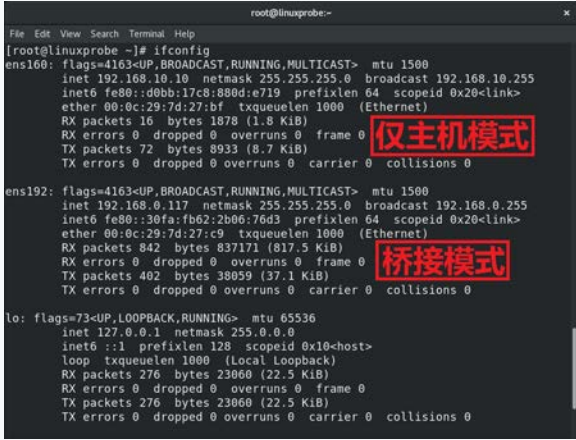 root@linuxprobe:~
File Edit View Search Terminal Help
[root@linuxprobe ~]# ifconfig
ens160: flags=4163<UP,BROADCAST,RUNNING,MULTICAST>  mtu 1500
        inet 192.168.10.10  netmask 255.255.255.0  broadcast 192.168.10.255
        inet6 fe80::d0bb:17c8:880d:e719  prefixlen 64  scopeid 0x20<link>
        ether 00:0c:29:7d:27:bf  txqueuelen 1000  (Ethernet)
        RX packets 16  bytes 1878 (1.8 KiB)
        RX errors 0  dropped 0  overruns 0  frame 0
        TX packets 72  bytes 8933 (8.7 KiB)
仅主机模式
        TX errors 0  dropped 0 overruns 0  carrier 0  collisions 0
ens192: flags=4163<UP,BROADCAST,RUNNING,MULTICAST>  mtu 1500
        inet 192.168.0.117  netmask 255.255.255.0  broadcast 192.168.0.255
        inet6 fe80::30fa:fb62:2b06:76d3  prefixlen 64  scopeid 0x20<link>
        ether 00:0c:29:7d:27:c9  txqueuelen 1000  (Ethernet)
        RX packets 842  bytes 837171 (817.5 KiB)
        RX errors 0  dropped 0  overruns 0  frame 0
桥接模式
        TX packets 402  bytes 38059 (37.1 KiB)
        TX errors 0  dropped 0 overruns 0  carrier 0  collisions 0
lo: flags=73<UP,LOOPBACK,RUNNING>  mtu 65536
        inet 127.0.0.1  netmask 255.0.0.0
        inet6 ::1  prefixlen 128  scopeid 0x10<host>
        loop  txqueuelen 1000  (Local Loopback)
        RX packets 276  bytes 23060 (22.5 KiB)
        RX errors 0  dropped 0  overruns 0  frame 0
        TX packets 276  bytes 23060 (22.5 KiB)
        TX errors 0  dropped 0 overruns 0  carrier 0  collisions 0